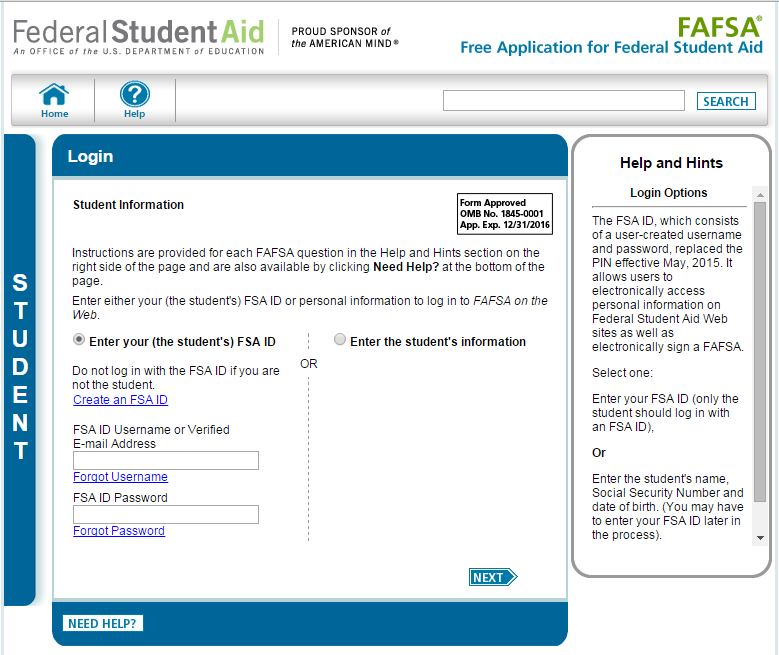 Federal Student Aid
An OFFICE of the U.S. DEPARTMENT of EDUCATION
PROUD SPONSOR of
the AMERICAN MIND®
FAFSA®
Free Application for Federal Student Aid
Home
Help
SEARCH
STUDENT
Login
Student Information
Form Approved
OMB No. 1845-0001
App. Exp. 12/31/2016
Instructions are provided for each FAFSA question in the Help and Hints section on the
right side of the page and are also available by clicking Need Help? at the bottom of the
page.
Enter either your (the student's) FSA ID or personal information to log in to FAFSA on the
Web.
Enter your (the student's) FSA ID
OR
Enter the student's information
Do not log in with the FSA ID if you are
not the student.
Create an FSA ID
FSA ID Username or Verified
E-mail Address
Forgot Username
FSA ID Password
Forgot Password
NEXT
NEED HELP?
Help and Hints
Login Options
The FSA ID, which consists
of a user-created username
and password, replaced the
PIN effective May, 2015. It
allows users to
electronically access
personal information on
Federal Student Aid Web
sites as well as
electronically sign a FAFSA.
Select one:
Enter your FSA ID (only the
student should log in with
an FSA ID),
Or
Enter the student's name,
Social Security Number and
date of birth. (You may have
to enter your FSA ID later in
the process).